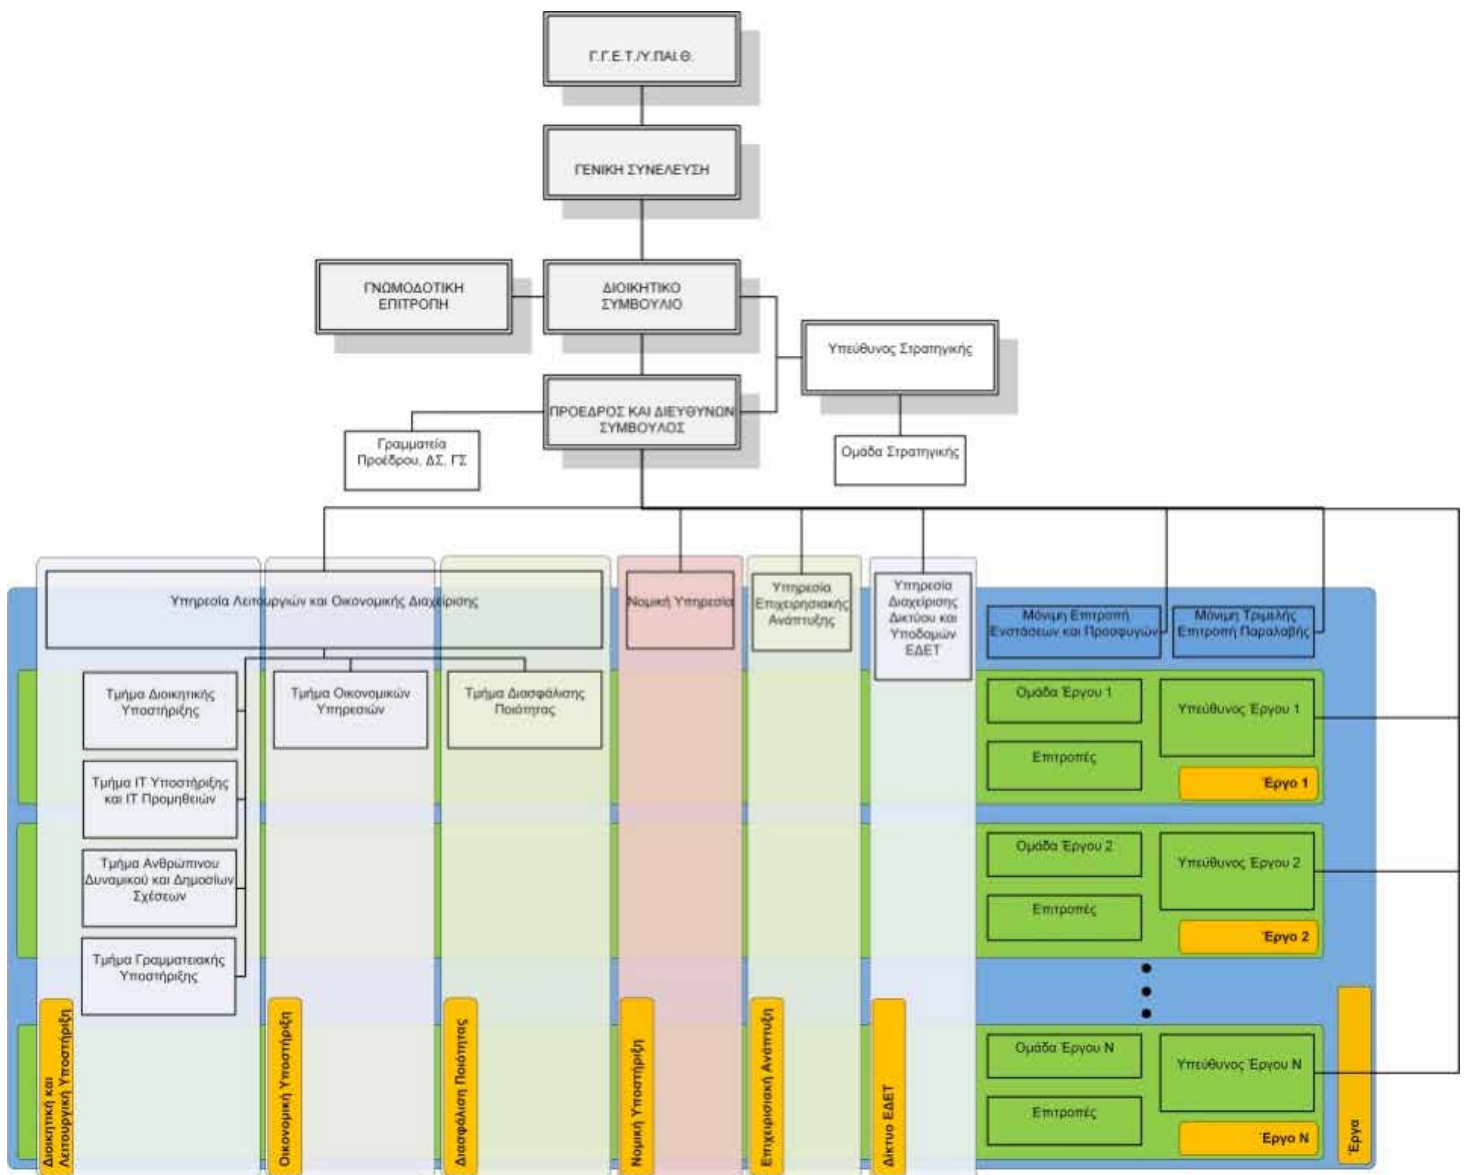 Γ.Γ.Ε.Τ./Υ.ΠΑΙ.Θ.
ΓΕΝΙΚΗ ΣΥΝΕΛΕΥΣΗ
ΓΝΩΜΟΔΟΤΙΚΗ
ΕΠΙΤΡΟΠΗ
ΔΙΟΙΚΗΤΙΚΟ
ΣΥΜΒΟΥΛΙΟ
Υπεύθυνος Στρατηγικής
ΠΡΟΕΔΡΟΣ ΚΑΙ ΔΙΕΥΘΥΝΩΝ
ΣΥΜΒΟΥΛΟΣ
Γραμματεία
Προέδρου, ΔΣ, ΓΣ
Ομάδα Στρατηγικής
Υπηρεσία Λειτουργιών και Οικονομικής Διαχείρισης
Νομική Υπηρεσία
Υπηρεσία
Επιχειρησιακής
Ανάπτυξης
Υπηρεσία
Διαχείρισης
Δικτύου και
Υποδομών
ΕΔΕΤ
Μόνιμη Επιτροπή
Ενστάσεων και Προσφυγών
Μόνιμη Τριμελής
Επιτροπή Παραλαβής
Τμήμα Διοικητικής
Υποστήριξης
Τμήμα Οικονομικών
Υπηρεσιών
Τμήμα Διασφάλισης
Ποιότητας
Ομάδα Έργου 1
Υπεύθυνος Έργου 1
Επιτροπές
Έργο 1
Τμήμα ΙΤ Υποστήριξης
και ΙΤ Προμηθειών
Τμήμα Ανθρώπινου
Δυναμικού και Δημοσίων
Σχέσεων
Ομάδα Έργου 2
Υπεύθυνος Έργου 2
Επιτροπές
Έργο 2
Τμήμα Γραμματειακής
Υποστήριξης
Ομάδα Έργου Ν
Υπεύθυνος Έργου Ν
Επιτροπές
Έργο Ν
Διοικητική και
Λειτουργική Υποστήριξη
Οικονομική Υποστήριξη
Διασφάλιση Ποιότητας
Νομική Υποστήριξη
Επιχειρισιακή Ανάπτυξη
Δίκτυο ΕΔΕΤ
Έργα